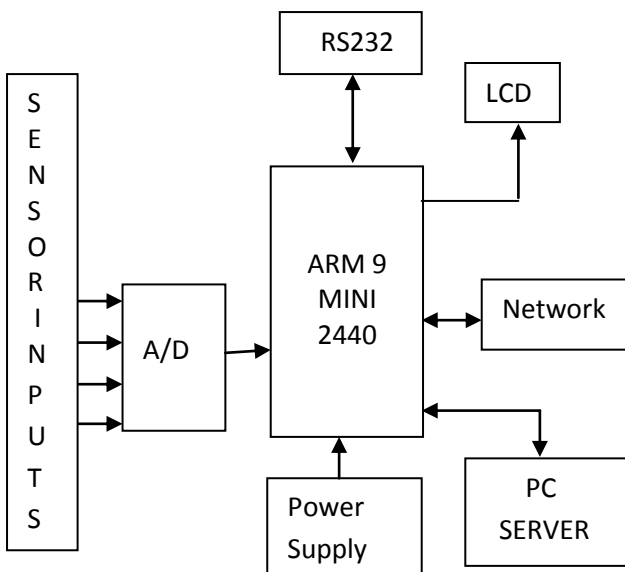 RS232
LCD
S
E
N
S
O
R
I
N
P
U
T
S
A/D
ARM 9
MINI
2440
Network
Power
Supply
PC
SERVER